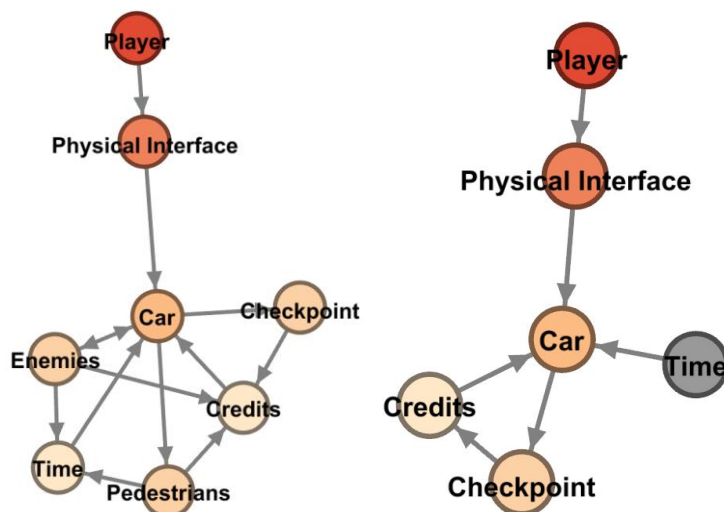 Player
Physical Interface
Car
Checkpoint
Enemies
Credits
Time
Pedestrians
Player
Physical Interface
Car
Time
Credits
Checkpoint